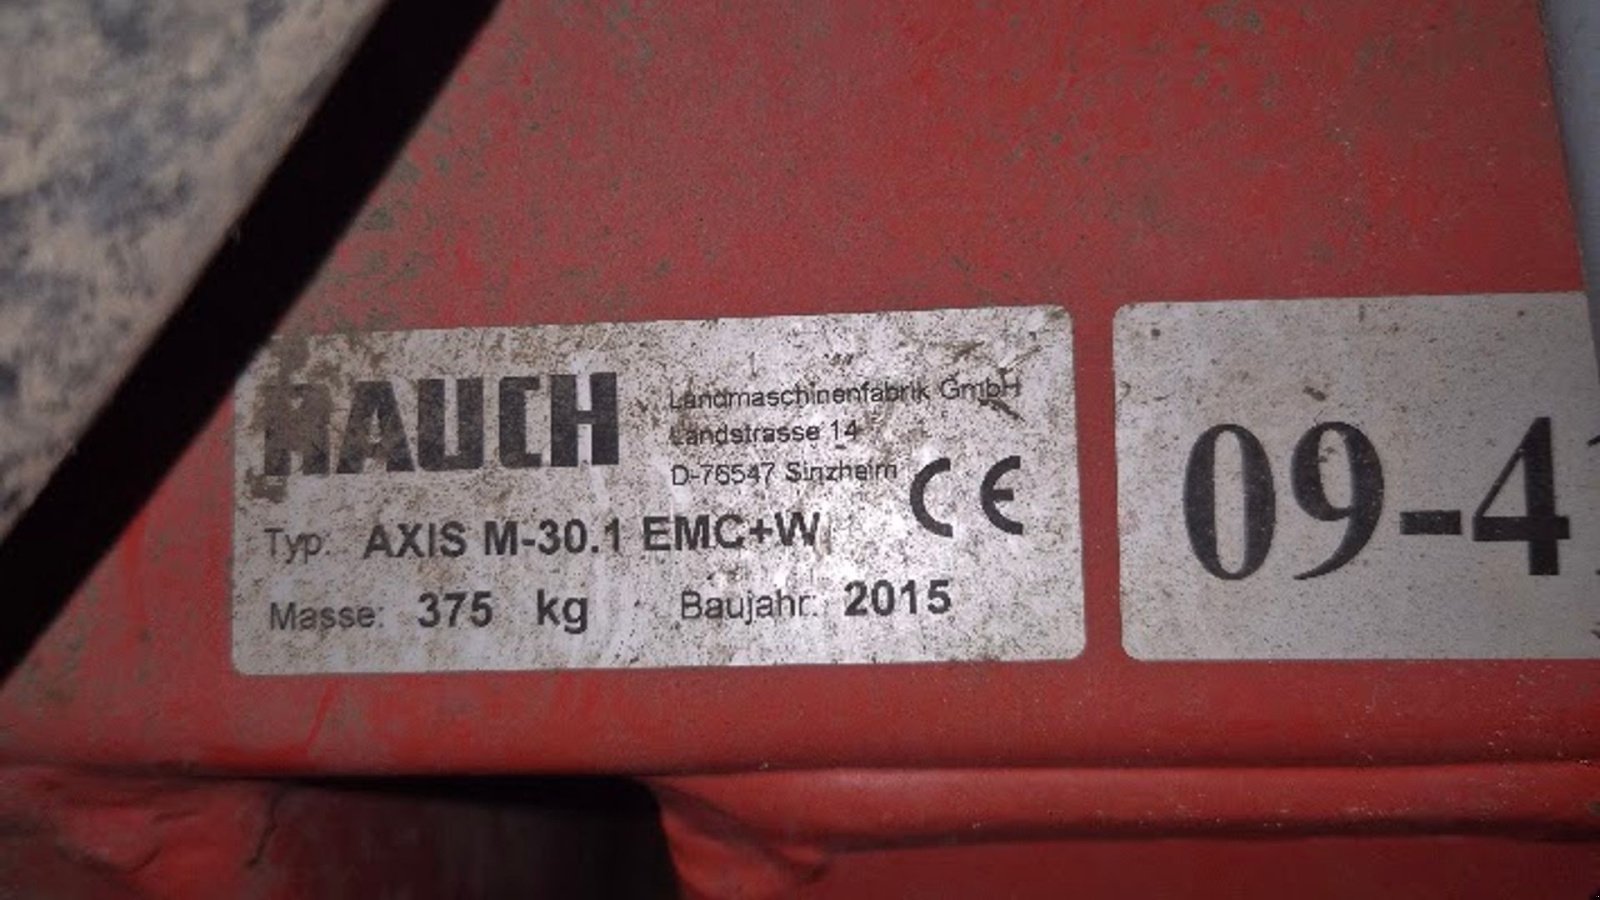 RAUCH
Landmaschinenfabrik GmbH
Landstrasse 14
D-76547 Sinzheim
CE
Typ: AXIS M-30.1 EMC+W
Masse: 375 kg Baujahr: 2015
09-4